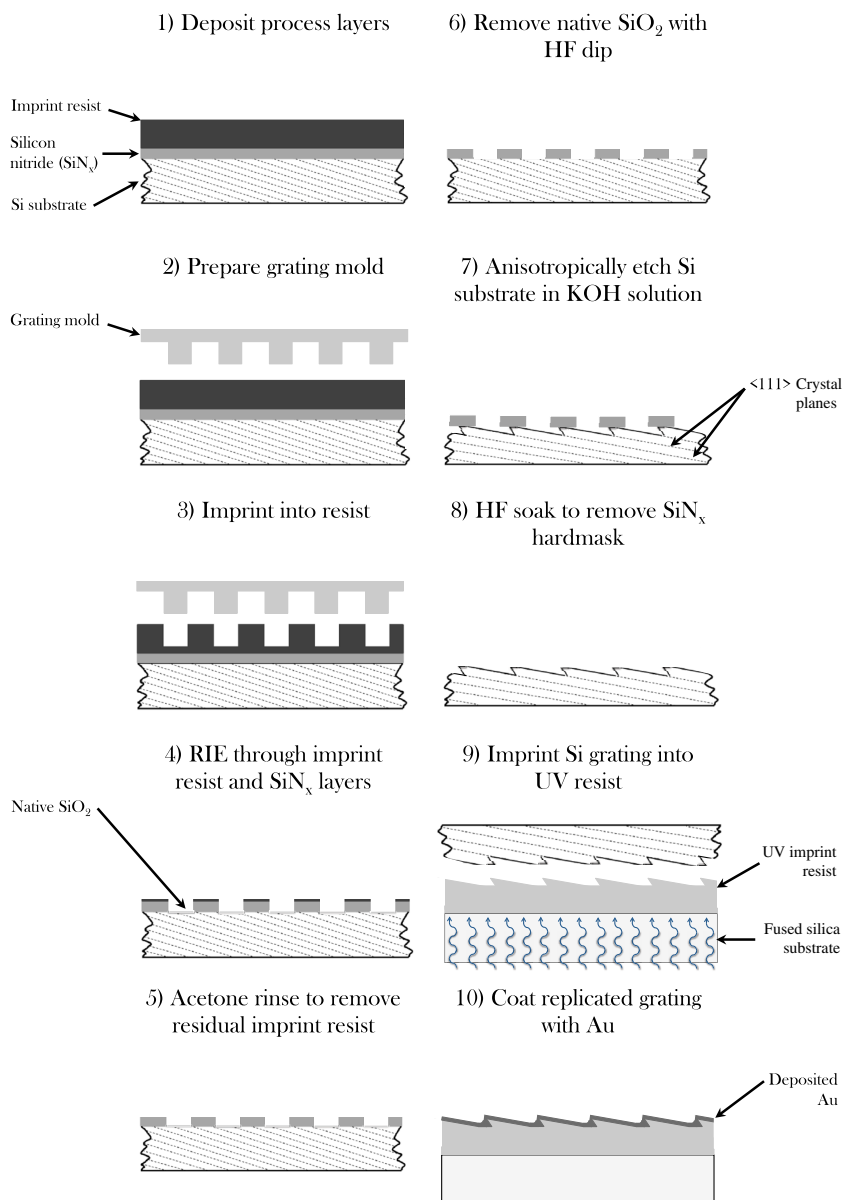 1) Deposit process layers
Imprint resist
Silicon
nitride (SiNx)
Si substrate
2) Prepare grating mold
Grating mold
3) Imprint into resist
4) RIE through imprint
resist and SiNx layers
Native SiO2
5) Acetone rinse to remove
residual imprint resist
6) Remove native SiO2 with
HF dip
7) Anisotropically etch Si
substrate in KOH solution
<111> Crystal
planes
8) HF soak to remove SiNx
hardmask
9) Imprint Si grating into
UV resist
UV imprint
resist
Fused silica
substrate
10) Coat replicated grating
with Au
Deposited
Au